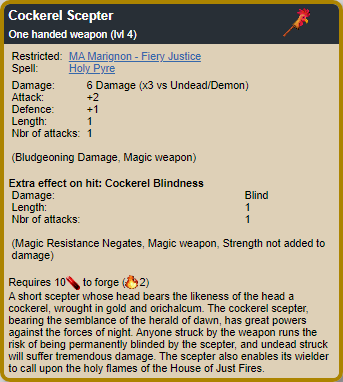 Cockerel Scepter
One handed weapon (lvl 4)
Restricted: MA Marignon - Fiery Justice
Spell: Holy Pyre
Damage: 6 Damage (x3 vs Undead/Demon)
Attack: +2
Defence: +1
Length: 1
Nbr of attacks: 1
(Bludgeoning Damage, Magic weapon)
Extra effect on hit: Cockerel Blindness
Damage: Blind
Length: 1
Nbr of attacks: 1
(Magic Resistance Negates, Magic weapon, Strength not added to
damage)
Requires 10 to forge (2)
A short scepter whose head bears the likeness of the head a
cockerel, wrought in gold and orichalcum. The cockerel scepter,
bearing the semblance of the herald of dawn, has great powers
against the forces of night. Anyone struck by the weapon runs the
risk of being permanently blinded by the scepter, and undead struck
will suffer tremendous damage. The scepter also enables its wielder
to call upon the holy flames of the House of Just Fires.